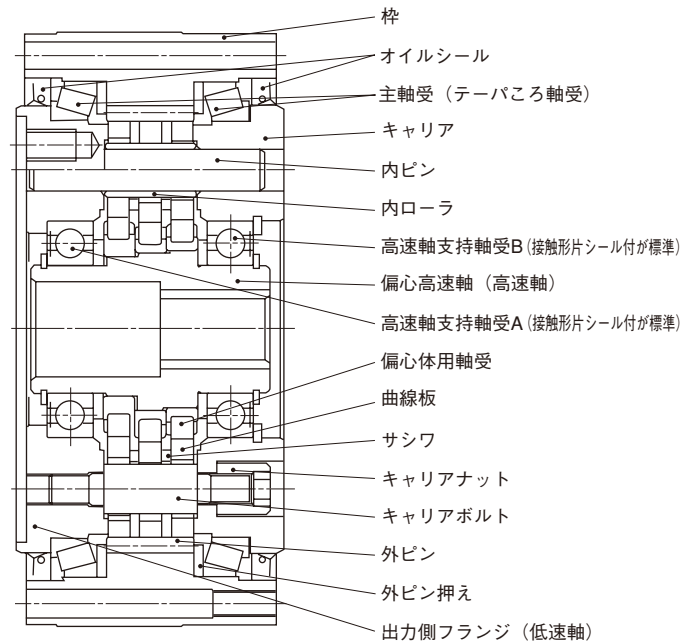 枠
オイルシール
主軸受（テーパころ軸受）
キャリア
内ピン
内ローラ
高速軸支持軸受B（接触形片シール付が標準）
偏心高速軸（高速軸）
高速軸支持軸受A（接触形片シール付が標準）
偏心体用軸受
曲線板
サシワ
キャリアナット
キャリアボルト
外ピン
外ピン押え
出力側フランジ（低速軸）